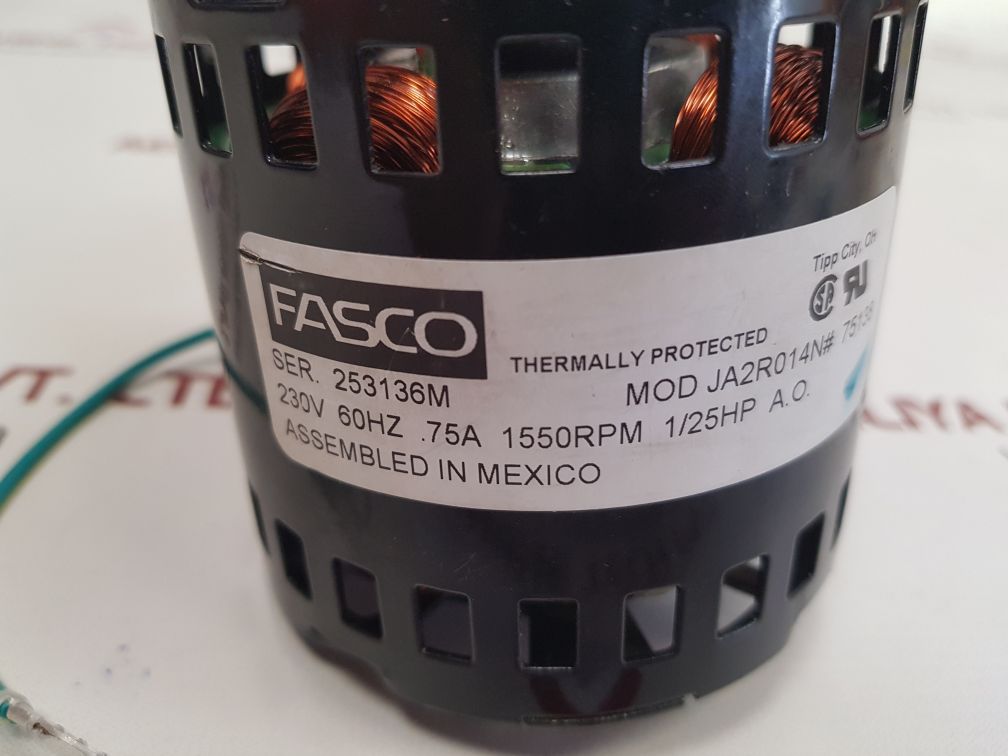 Tipp City, OH
FASCO
THERMALLY PROTECTED
SER. 253136M
MOD JA2R014N#
230V 60HZ .75A 1550RPM 1/25HP A.O.
ASSEMBLED IN MEXICO